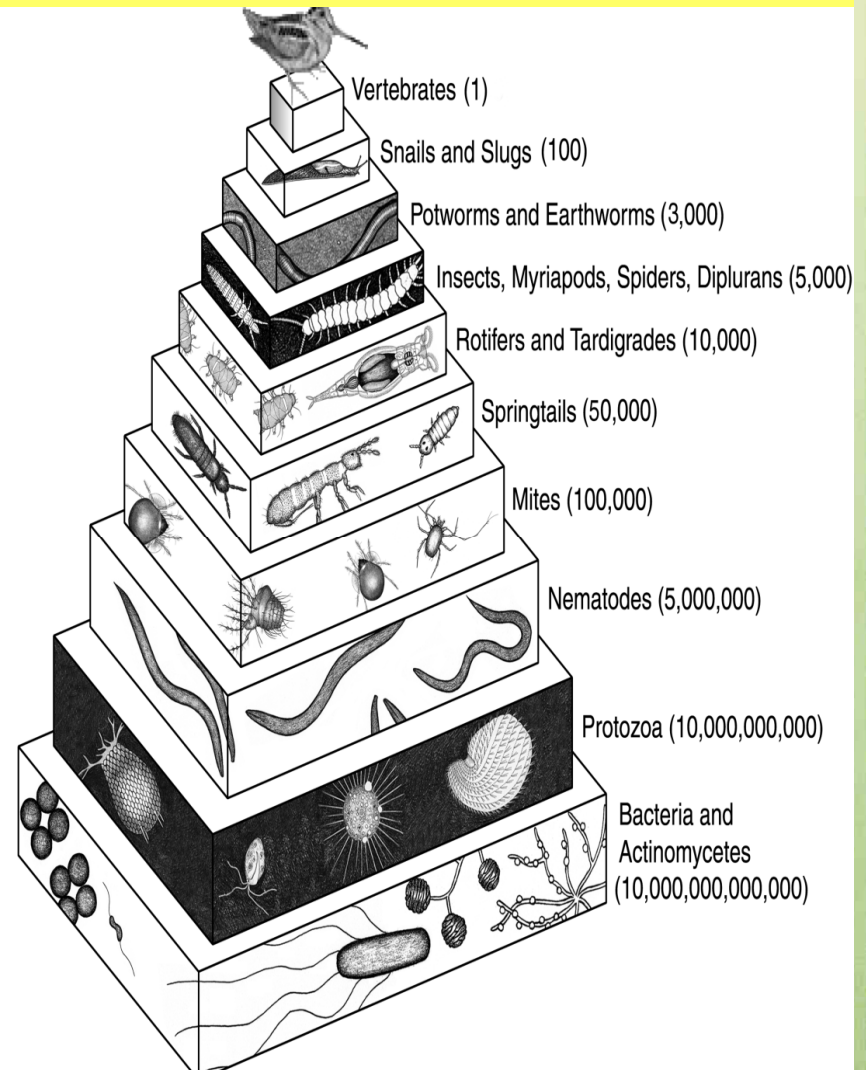 Vertebrates (1)
Snails and Slugs (100)
Potworms and Earthworms (3,000)
Insects, Myriapods, Spiders, Diplurans (5,000)
Rotifers and Tardigrades (10,000)
Springtails (50,000)
Mites (100,000)
Nematodes (5,000,000)
Protozoa (10,000,000,000)
Bacteria and
Actinomycetes
(10,000,000,000,000)